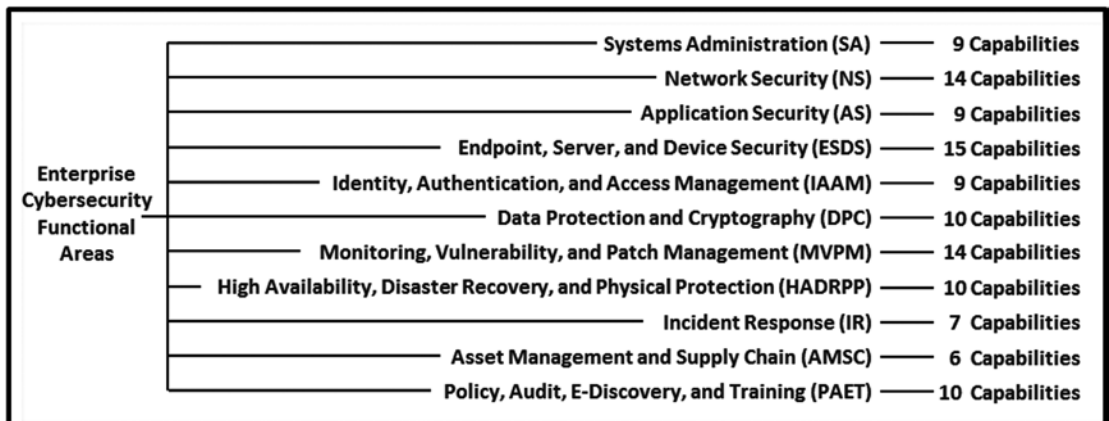 Systems Administration (SA) 9 Capabilities
Network Security (NS) 14 Capabilities
Application Security (AS) 9 Capabilities
Endpoint, Server, and Device Security (ESDS) 15 Capabilities
Enterprise
Cybersecurity
Functional
Areas
Identity, Authentication, and Access Management (IAAM) 9 Capabilities
Data Protection and Cryptography (DPC) 10 Capabilities
Monitoring, Vulnerability, and Patch Management (MVPM) 14 Capabilities
High Availability, Disaster Recovery, and Physical Protection (HADRPP) 10 Capabilities
Incident Response (IR) 7 Capabilities
Asset Management and Supply Chain (AMSC) 6 Capabilities
Policy, Audit, E-Discovery, and Training (PAET) 10 Capabilities